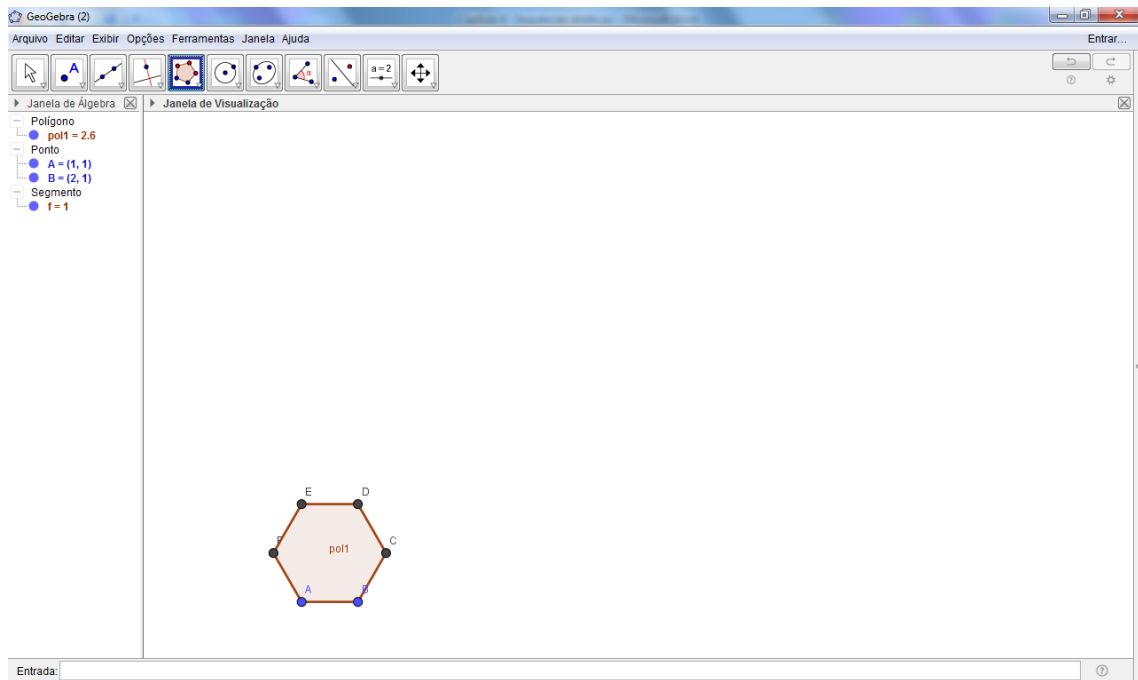 GeoGebra (2)
Arquivo Editar Exibir Opções Ferramentas Janela Ajuda
Entrar...
A
α
a=2
Janela de Álgebra
Janela de Visualização
Polígono
pol1 = 2.6
Ponto
A = (1, 1)
B = (2, 1)
Segmento
f = 1
E
D
F
pol1
C
A
B
Entrada: